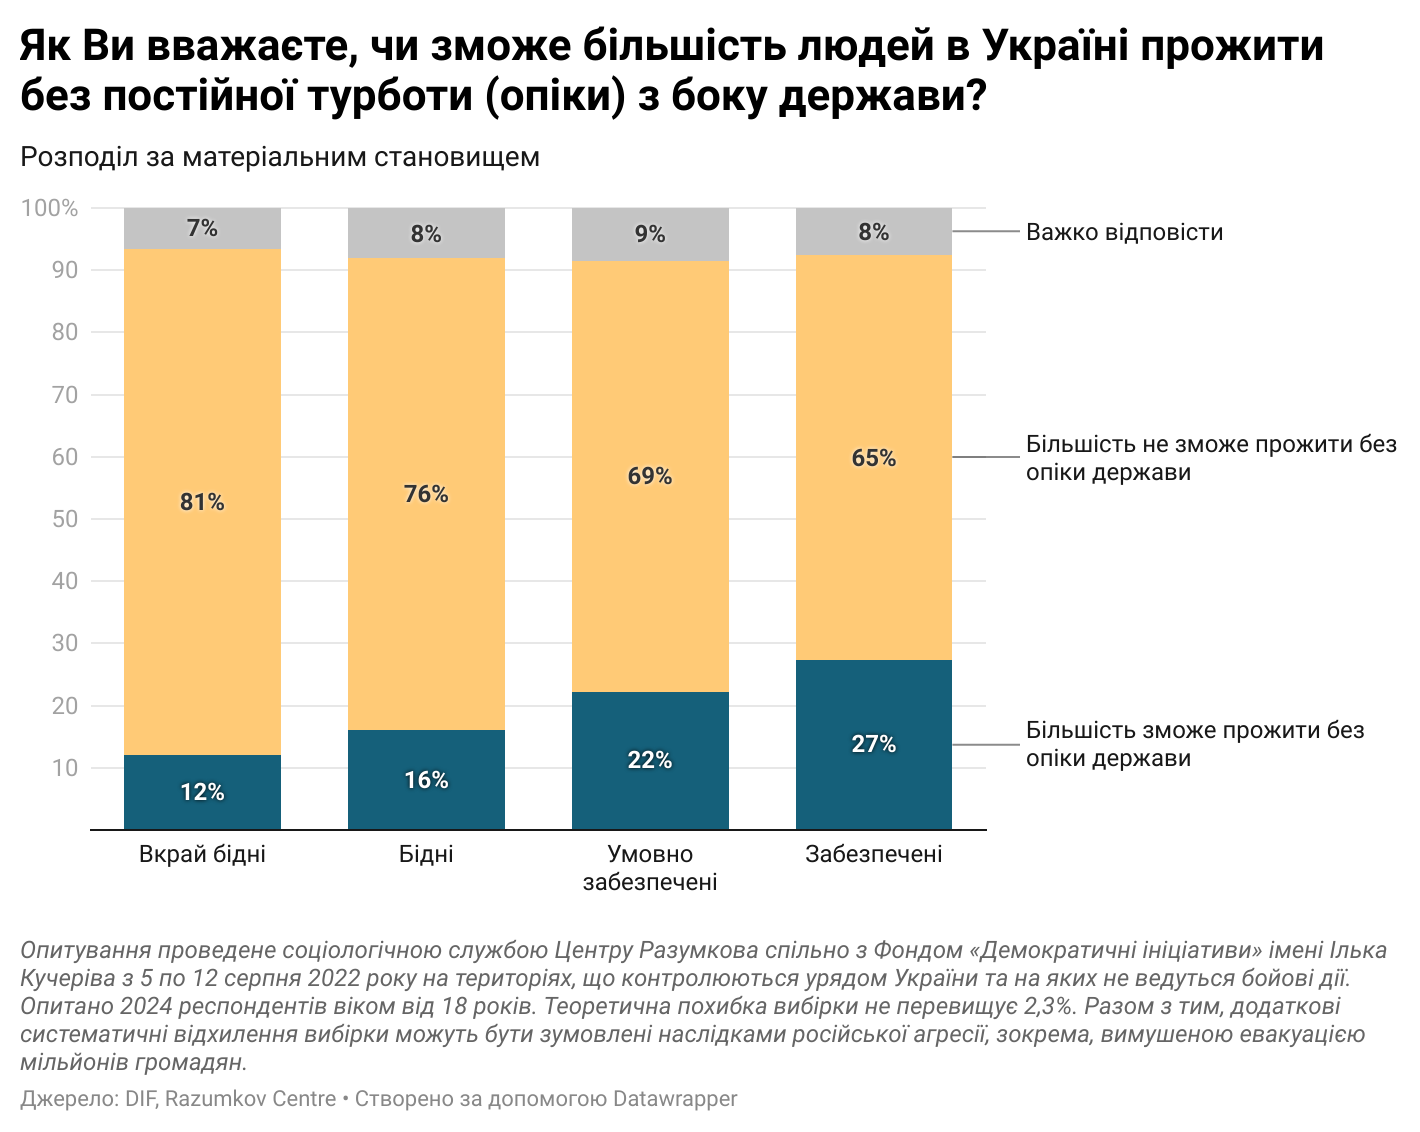 Як Ви вважаєте, чи зможе більшість людей в Україні прожити
без постійної турботи (опіки) з боку держави?
Розподіл за матеріальним становищем
100%
90
80
70
60
50
40
30
20
10
7%
81%
12%
8%
76%
16%
9%
69%
22%
8%
65%
27%
Важко відповісти
Більшість не зможе прожити без
опіки держави
Більшість зможе прожити без
опіки держави
Вкрай бідні
Бідні
Умовно
забезпечені
Забезпечені
Опитування проведене соціологічною службою Центру Разумкова спільно з Фондом «Демократичні ініціативи» імені Ілька
Кучеріва з 5 по 12 серпня 2022 року на територіях, що контролюються урядом України та на яких не ведуться бойові дії.
Опитано 2024 респондентів віком від 18 років. Теоретична похибка вибірки не перевищує 2,3%. Разом з тим, додаткові
систематичні відхилення вибірки можуть бути зумовлені наслідками російської агресії, зокрема, вимушеною евакуацією
мільйонів громадян.
Джерело: DIF, Razumkov Centre • Створено за допомогою Datawrapper